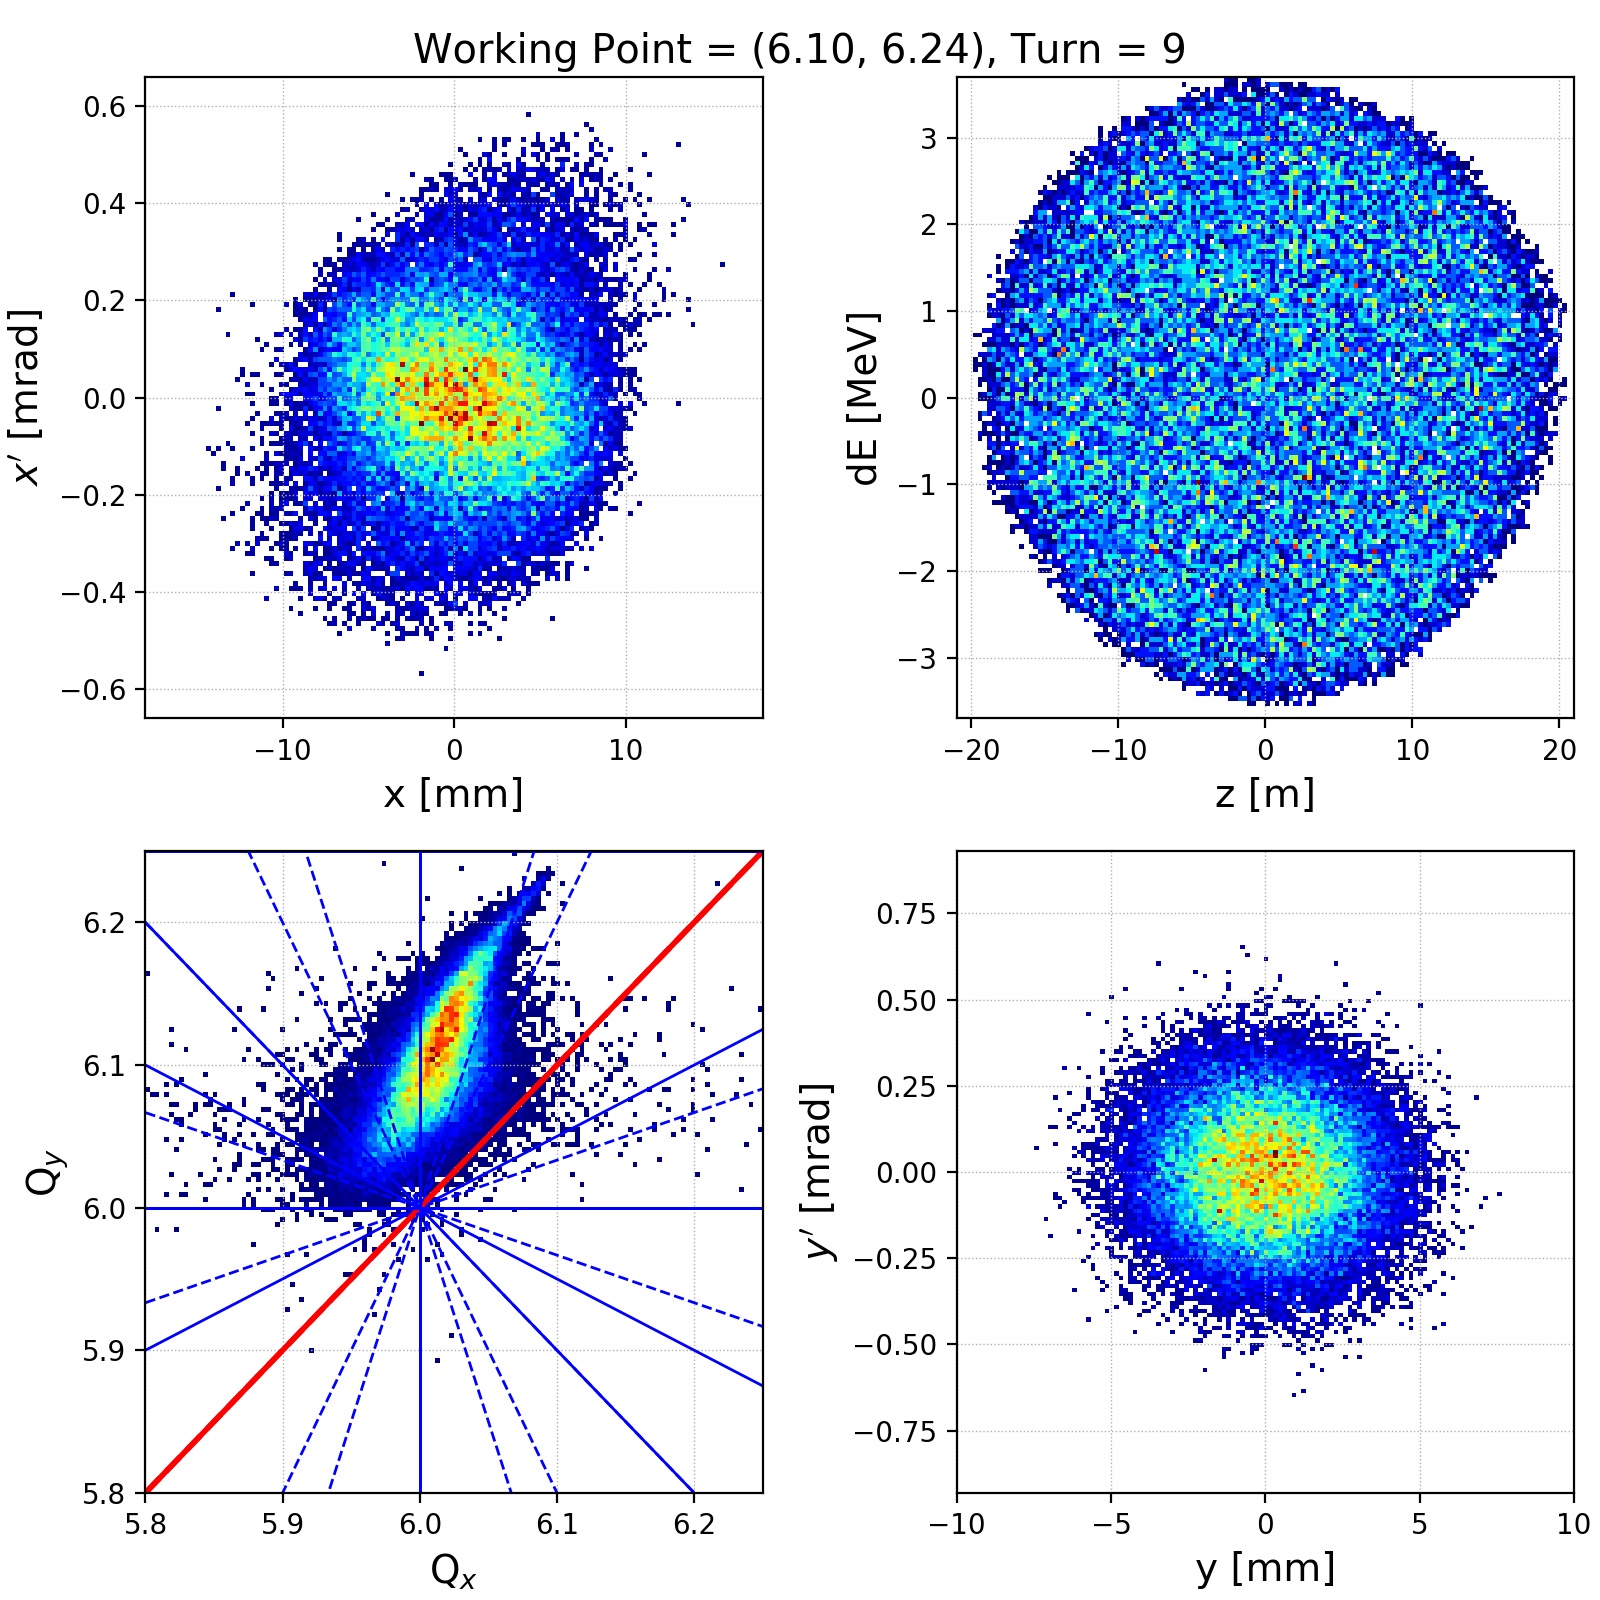 Working Point = (6.10, 6.24), Turn = 9
0.6
0.4
0.2
0.0
−0.2
−0.4
−0.6
x′ [mrad]
−10 0 10
x [mm]
3
2
1
0
−1
−2
−3
dE [MeV]
−20 −10 0 10 20
z [m]
6.2
6.1
6.0
5.9
5.8
Qy
5.8 5.9 6.0 6.1 6.2
Qx
0.75
0.50
0.25
0.00
−0.25
−0.50
−0.75
y′ [mrad]
−10 −5 0 5 10
y [mm]